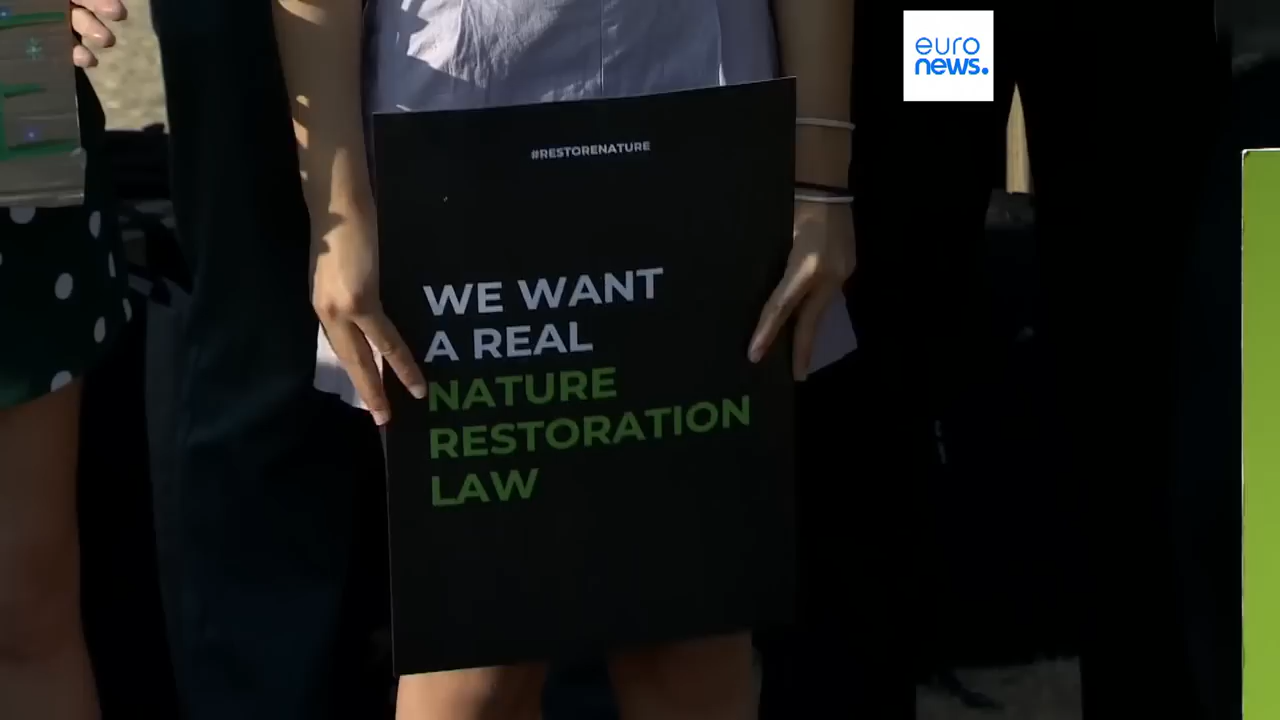 euro
news.
#RESTORENATURE
WE WANT
A REAL
NATURE
RESTORATION
LAW